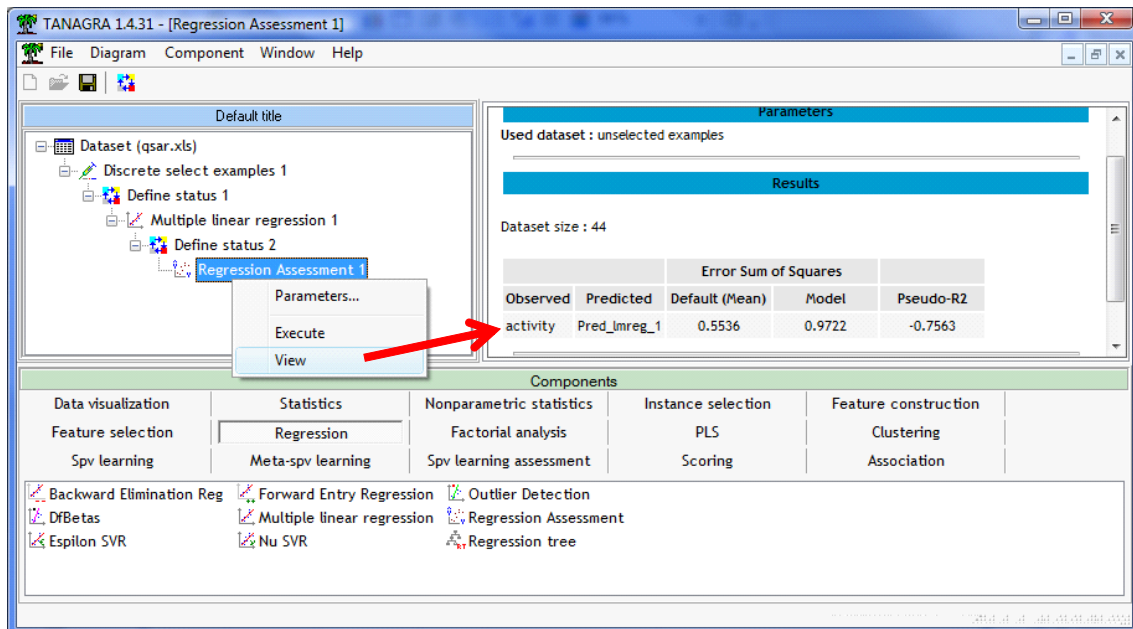 TANAGRA 1.4.31 - [Regression Assessment 1]
File Diagram Component Window Help
Default title
Dataset (qsar.xls)
Discrete select examples 1
Define status 1
Multiple linear regression 1
Define status 2
Regression Assessment 1
Parameters...
Execute
View
Parameters
Used dataset : unselected examples
Results
Dataset size : 44
Error Sum of Squares
Observed Predicted Default (Mean) Model Pseudo-R2
activity Pred_lmreg_1 0.5536 0.9722 -0.7563
Components
Data visualization Statistics Nonparametric statistics Instance selection Feature construction
Feature selection Regression Factorial analysis PLS Clustering
Spv learning Meta-spv learning Spv learning assessment Scoring Association
Backward Elimination Reg Forward Entry Regression Outlier Detection
DfBetas Multiple linear regression Regression Assessment
Espilon SVR Nu SVR Regression tree